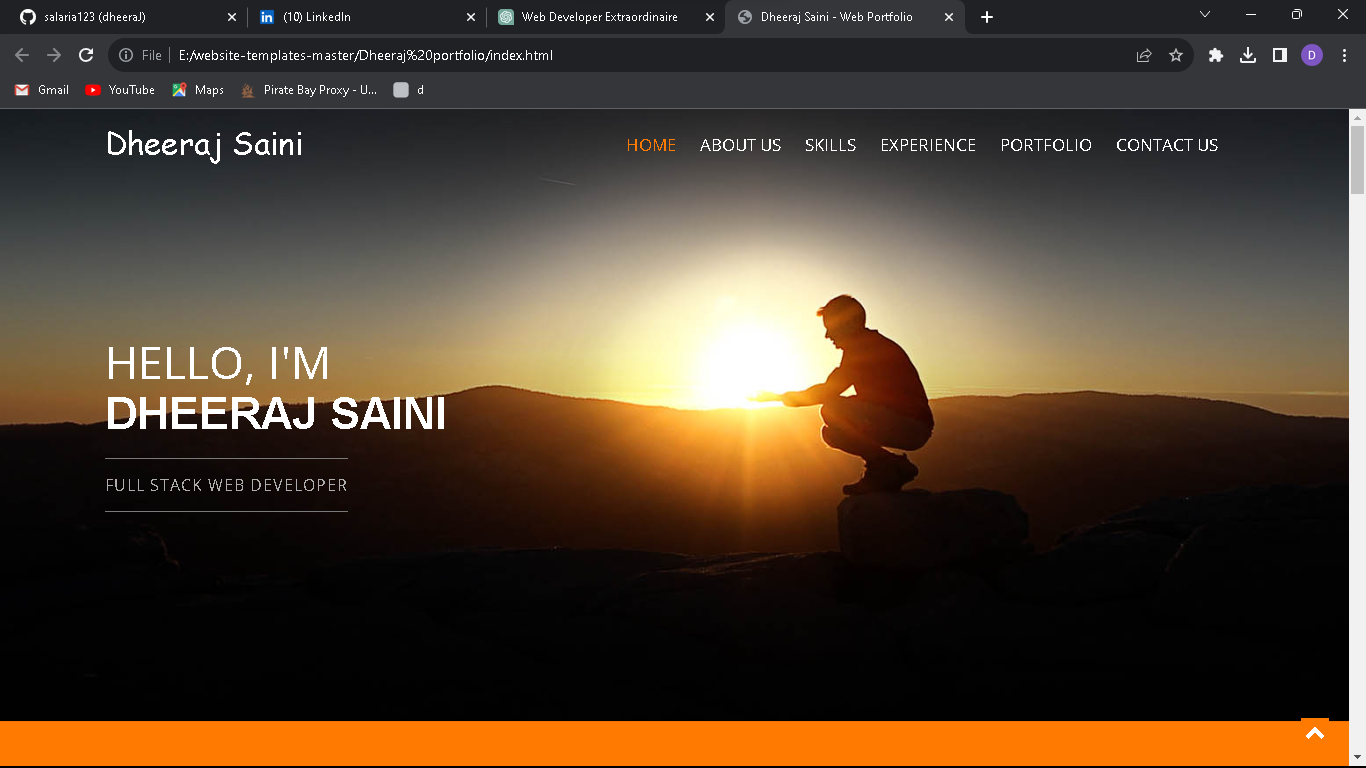 salaria123 (dheeraJ)
(10) LinkedIn
Web Developer Extraordinaire
Dheeraj Saini - Web Portfolio
File
E:/website-templates-master/Dheeraj%20portfolio/index.html
D
Gmail
YouTube
Maps
Pirate Bay Proxy - U...
d
Dheeraj Saini
HOME ABOUT US SKILLS EXPERIENCE PORTFOLIO CONTACT US
HELLO, I'M
DHEERAJ SAINI
FULL STACK WEB DEVELOPER